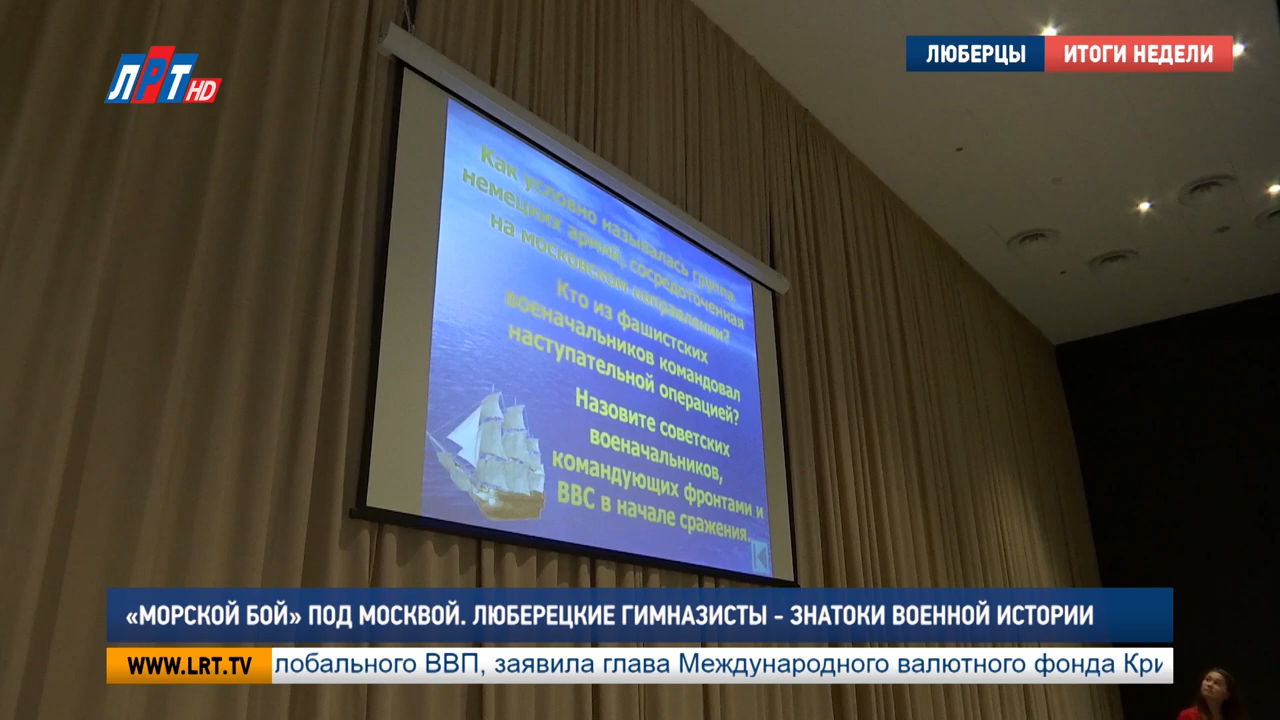 ЛРТ HD
ЛЮБЕРЦЫ ИТОГИ НЕДЕЛИ
Как условно называлась группа
немецких армий, сосредоточенная
на московском направлении?
Кто из фашистских
военачальников командовал
наступательной операцией?
Назовите советских
военачальников,
командующих фронтами и
ВВС в начале сражения.
«МОРСКОЙ БОЙ» ПОД МОСКВОЙ. ЛЮБЕРЕЦКИЕ ГИМНАЗИСТЫ - ЗНАТОКИ ВОЕННОЙ ИСТОРИИ
WWW.LRT.TV лобального ВВП, заявила глава Международного валютного фонда Кри